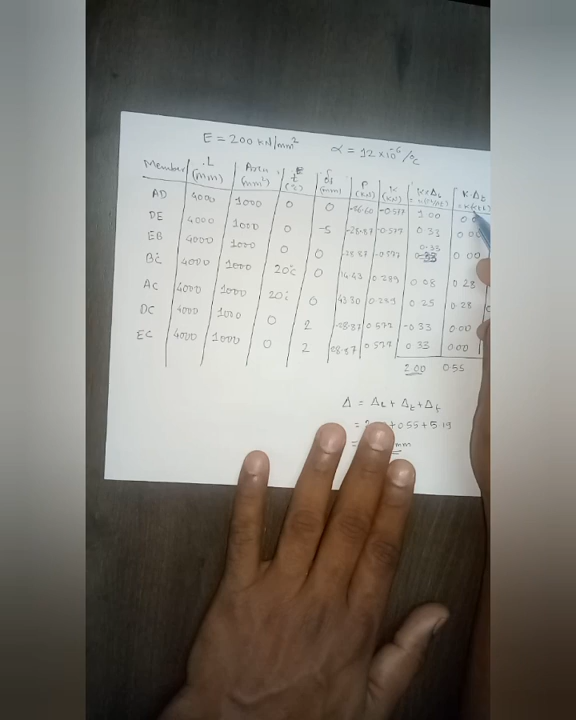 E = 200 KN/mm² α = 12 × 10⁻⁶ /°C
Member L (mm) Area (mm²) t (°c) δf (mm) P (KN) K (KN) K×ΔL K·Δt
AD 4000 1000 0 0 -86.60 -0.577 1.00
DE 4000 1000 0 -5 -28.87 -0.577 0.33 0.00
EB 4000 1000 0 0 -28.87 -0.577 0.33 0.00
BC 4000 1000 20°c 0 14.43 0.289 0.08 0.28
AC 4000 1000 20°c 0 43.30 0.289 0.25 0.28
DC 4000 1000 0 2 0.577 -0.33 0.00
EC 4000 1000 0 2 28.87 0.577 0.33 0.00
2.00 0.55
Δ = ΔL + Δt + Δf
= + 0.55 + 5.19
= mm